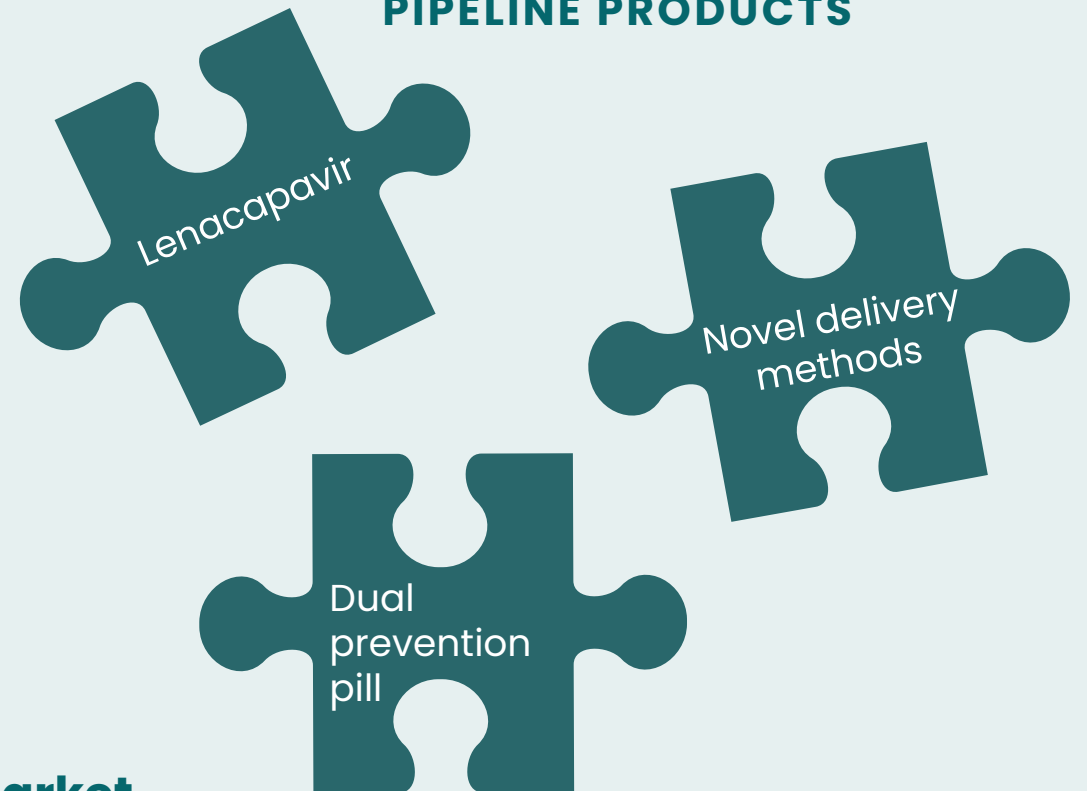 PIPELINE PRODUCTS
Lenacapavir
Novel delivery
methods
Dual
prevention
pill